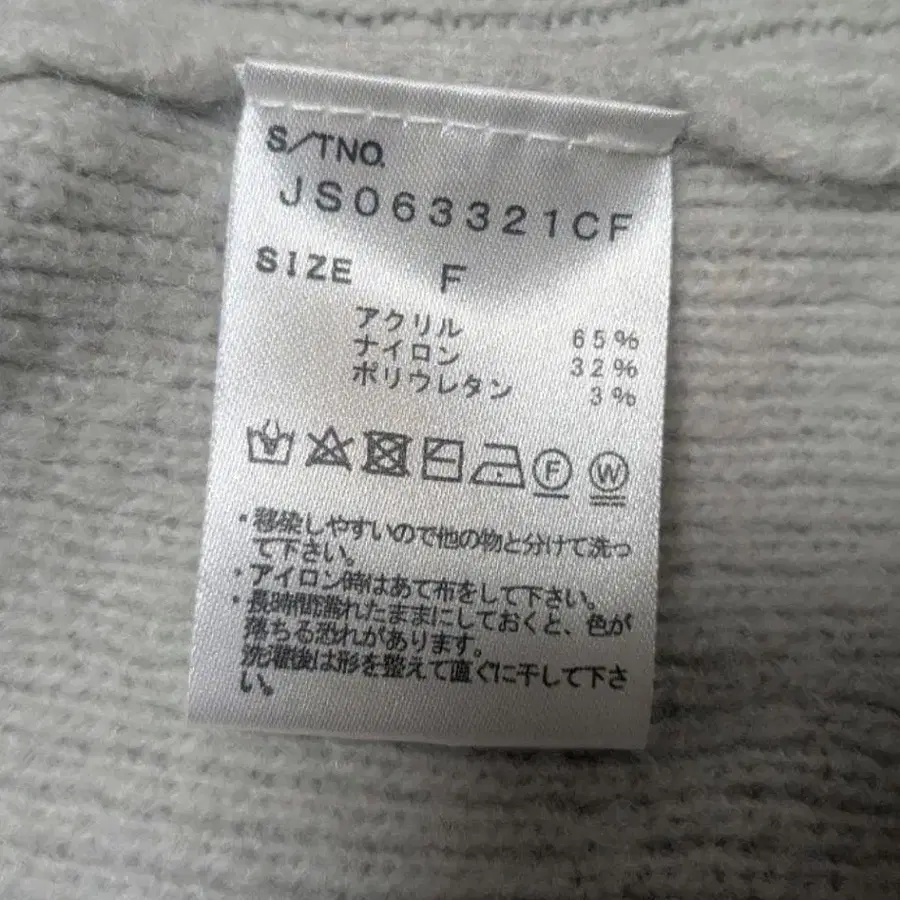 S/TNO.
JS063321CF
SIZE F
アクリル 65%
ナイロン 32%
ポリウレタン 3%
F W
・移染しやすいので他の物と分けて洗っ
て下さい。
・アイロン時はあて布をして下さい。
・長時間濡れたままにしておくと、色が
落ちる恐れがあります。
洗濯後は形を整えて直ぐに干して下さ
い。